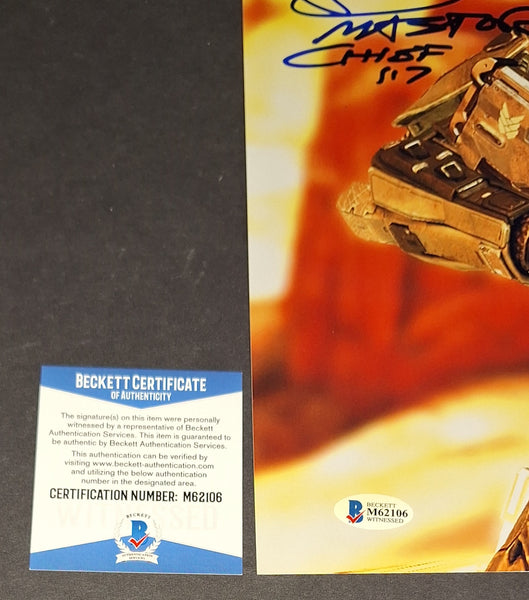 MASTER
CHIEF
117
BECKETT CERTIFICATE
OF AUTHENTICITY
The signature(s) on this item were personally
witnessed by a representative of Beckett
Authentication Services. This item is guaranteed
to be authentic by Beckett Authentication Services.
This authentication can be verified by
visiting www.beckett-authentication.com
and utilizing the below authentication
number in the designated area.
CERTIFICATION NUMBER: M62106
WITNESSED
BECKETT
B
BECKETT
M62106
WITNESSED